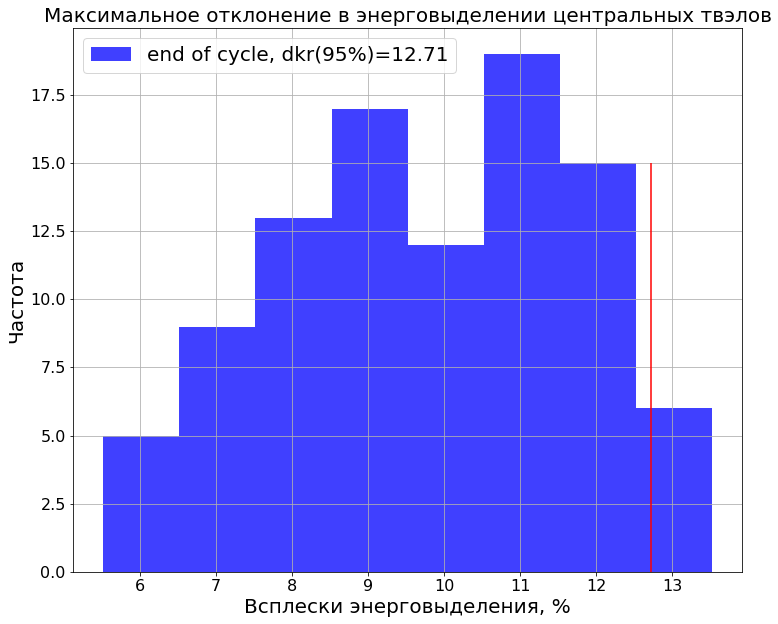 Максимальное отклонение в энерговыделении центральных твэлов
end of cycle, dkr(95%)=12.71
Частота
17.5
15.0
12.5
10.0
7.5
5.0
2.5
0.0
6 7 8 9 10 11 12 13
Всплески энерговыделения, %